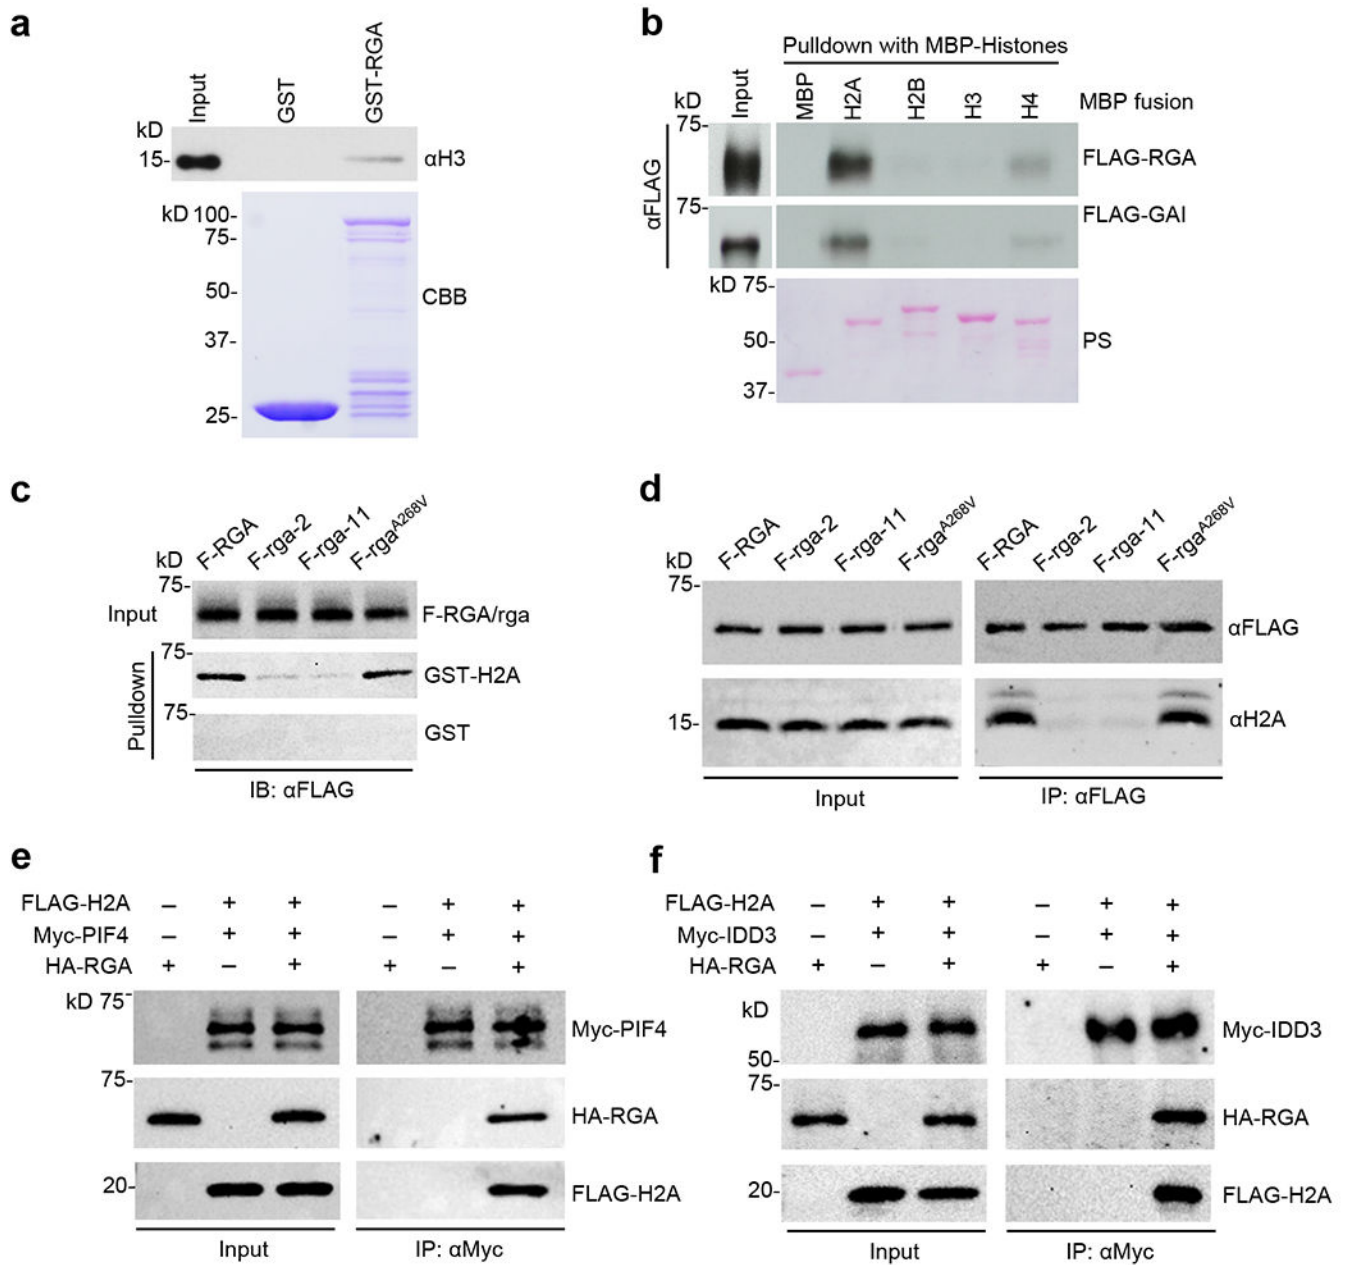 a
Input
GST
GST-RGA
kD
15-
αH3
kD 100-
75-
50-
37-
25-
CBB
b
Pulldown with MBP-Histones
kD
Input
MBP
H2A
H2B
H3
H4
MBP fusion
75-
FLAG-RGA
αFLAG
75-
FLAG-GAI
kD 75-
50-
37-
PS
c
kD
F-RGA
F-rga-2
F-rga-11
F-rgaA268V
75-
Input
F-RGA/rga
Pulldown
75-
GST-H2A
75-
GST
IB: αFLAG
d
kD
F-RGA
F-rga-2
F-rga-11
F-rgaA268V
F-RGA
F-rga-2
F-rga-11
F-rgaA268V
75-
αFLAG
15-
αH2A
Input
IP: αFLAG
e
FLAG-H2A – + + – + +
Myc-PIF4 – + + – + +
HA-RGA + – + + – +
kD 75-
Myc-PIF4
75-
HA-RGA
20-
FLAG-H2A
Input
IP: αMyc
f
FLAG-H2A – + + – + +
Myc-IDD3 – + + – + +
HA-RGA + – + + – +
kD
Myc-IDD3
50-
75-
HA-RGA
20-
FLAG-H2A
Input
IP: αMyc